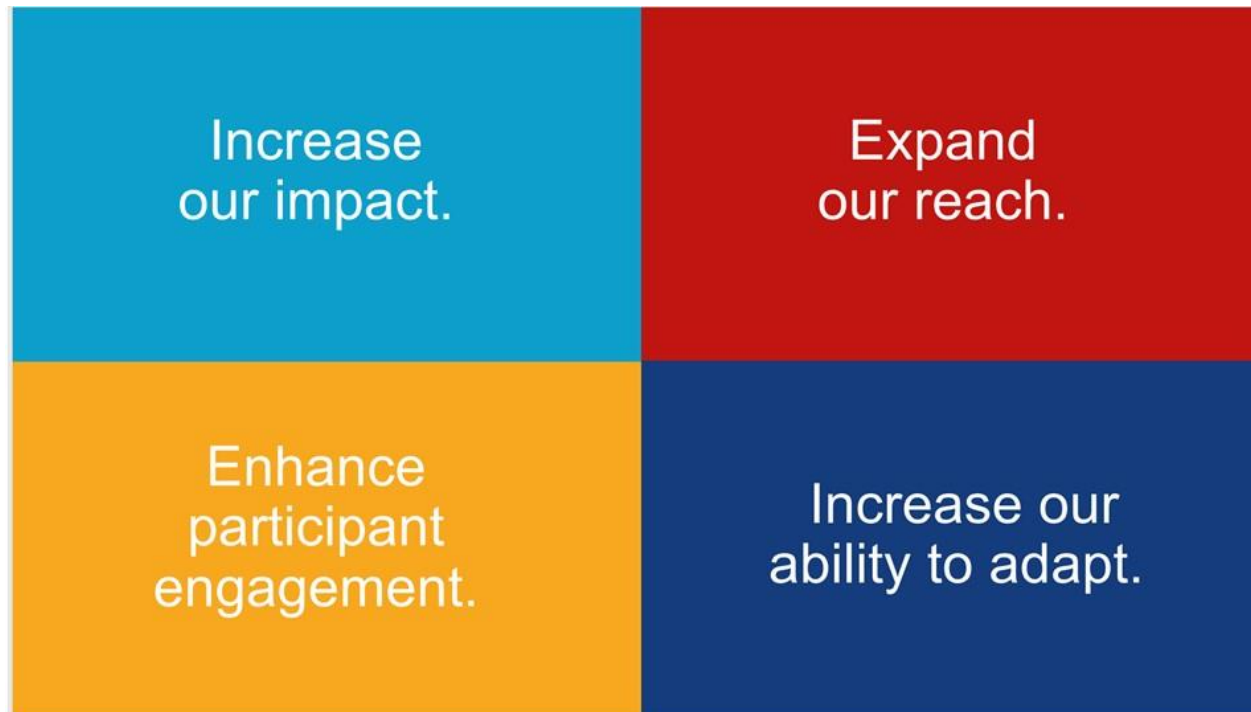 Increase
our impact.
Expand
our reach.
Enhance
participant
engagement.
Increase our
ability to adapt.